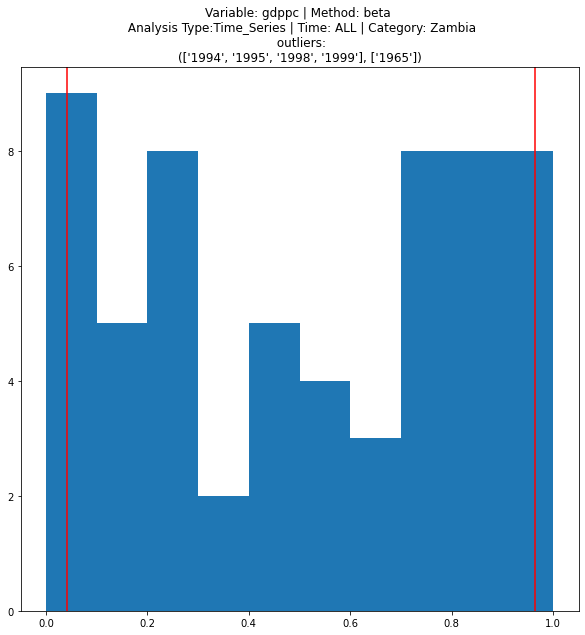 Variable: gdppc | Method: beta
Analysis Type:Time_Series | Time: ALL | Category: Zambia
outliers:
(['1994', '1995', '1998', '1999'], ['1965'])
8
6
4
2
0
0.0 0.2 0.4 0.6 0.8 1.0